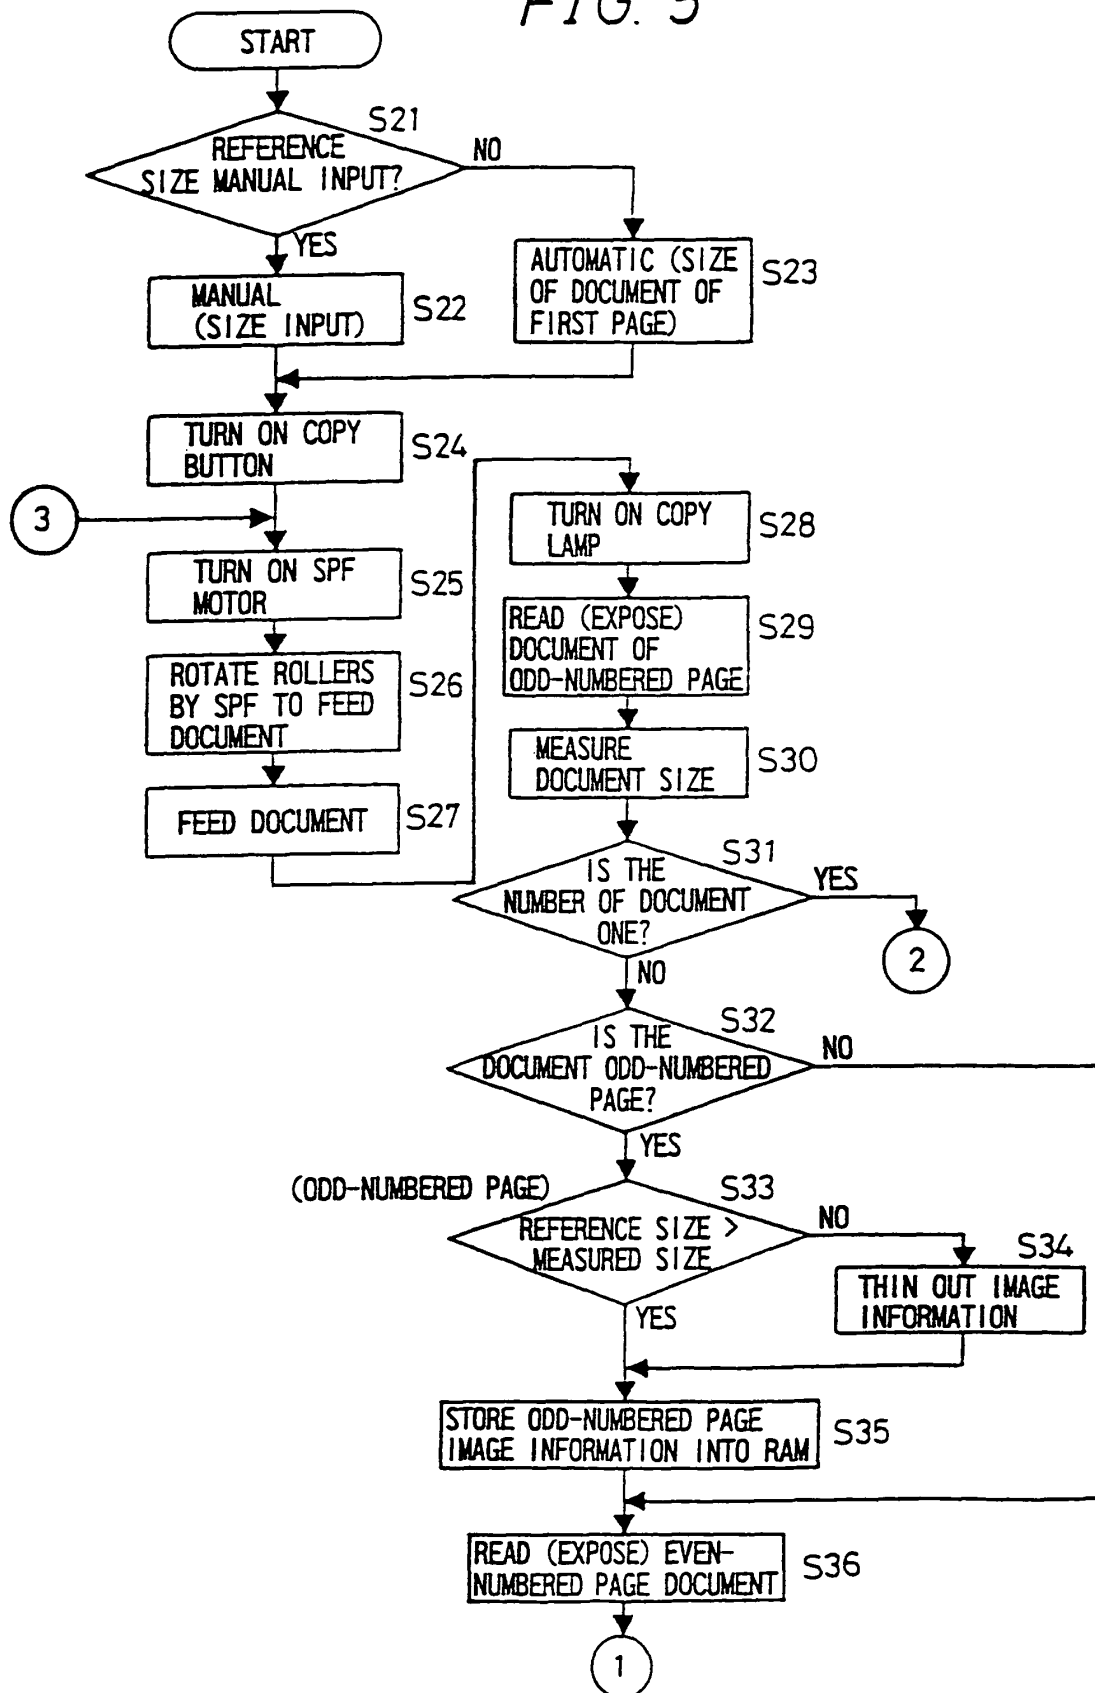 FIG. 5
START
S21
REFERENCE
SIZE MANUAL INPUT?
NO
YES
MANUAL
(SIZE INPUT)
S22
AUTOMATIC (SIZE
OF DOCUMENT OF
FIRST PAGE)
S23
TURN ON COPY
BUTTON
S24
3
TURN ON SPF
MOTOR
S25
ROTATE ROLLERS
BY SPF TO FEED
DOCUMENT
S26
FEED DOCUMENT
S27
TURN ON COPY
LAMP
S28
READ (EXPOSE)
DOCUMENT OF
ODD-NUMBERED PAGE
S29
MEASURE
DOCUMENT SIZE
S30
S31
IS THE
NUMBER OF DOCUMENT
ONE?
YES
2
NO
S32
IS THE
DOCUMENT ODD-NUMBERED
PAGE?
NO
YES
(ODD-NUMBERED PAGE)
S33
REFERENCE SIZE >
MEASURED SIZE
NO
YES
S34
THIN OUT IMAGE
INFORMATION
STORE ODD-NUMBERED PAGE
IMAGE INFORMATION INTO RAM
S35
READ (EXPOSE) EVEN-
NUMBERED PAGE DOCUMENT
S36
1